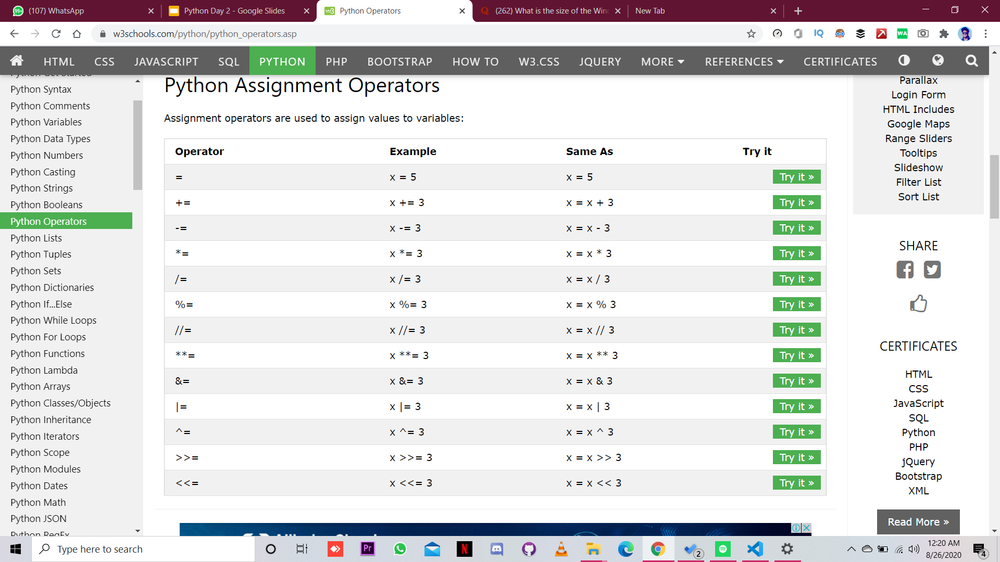 (107) WhatsApp
Python Day 2 - Google Slides
Python Operators
(262) What is the size of the Win
New Tab
w3schools.com/python/python_operators.asp
HTML CSS JAVASCRIPT SQL PYTHON PHP BOOTSTRAP HOW TO W3.CSS JQUERY MORE REFERENCES CERTIFICATES
Python Get Started
Python Syntax
Python Comments
Python Variables
Python Data Types
Python Numbers
Python Casting
Python Strings
Python Booleans
Python Operators
Python Lists
Python Tuples
Python Sets
Python Dictionaries
Python If...Else
Python While Loops
Python For Loops
Python Functions
Python Lambda
Python Arrays
Python Classes/Objects
Python Inheritance
Python Iterators
Python Scope
Python Modules
Python Dates
Python Math
Python JSON
Python RegEx
Python Assignment Operators
Assignment operators are used to assign values to variables:
Operator Example Same As Try it
= x = 5 x = 5 Try it »
+= x += 3 x = x + 3 Try it »
-= x -= 3 x = x - 3 Try it »
*= x *= 3 x = x * 3 Try it »
/= x /= 3 x = x / 3 Try it »
%= x %= 3 x = x % 3 Try it »
//= x //= 3 x = x // 3 Try it »
**= x **= 3 x = x ** 3 Try it »
&= x &= 3 x = x & 3 Try it »
|= x |= 3 x = x | 3 Try it »
^= x ^= 3 x = x ^ 3 Try it »
>>= x >>= 3 x = x >> 3 Try it »
<<= x <<= 3 x = x << 3 Try it »
Parallax
Login Form
HTML Includes
Google Maps
Range Sliders
Tooltips
Slideshow
Filter List
Sort List
SHARE
CERTIFICATES
HTML
CSS
JavaScript
SQL
Python
PHP
jQuery
Bootstrap
XML
Read More »
Type here to search
Pr
N
2
12:20 AM
8/26/2020
4